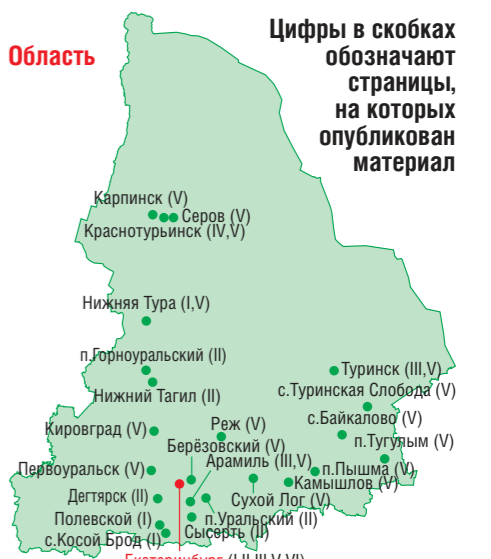 Область
Цифры в скобках
обозначают
страницы,
на которых
опубликован
материал
Карпинск (V)
Серов (V)
Краснотурьинск (IV,V)
Нижняя Тура (I,V)
п.Горноуральский (II)
Туринск (III,V)
Нижний Тагил (II)
с.Туринская Слобода (V)
с.Байкалово (V)
Реж (V)
Кировград (V)
п.Тугулым (V)
Берёзовский (V)
Арамиль (III,V)
Первоуральск (V)
п.Пышма (V)
Камышлов (V)
Дегтярск (II)
Сухой Лог (V)
Полевской (I)
п.Уральский (II)
Сысерть (II)
с.Косой Брод (I)
Екатеринбург